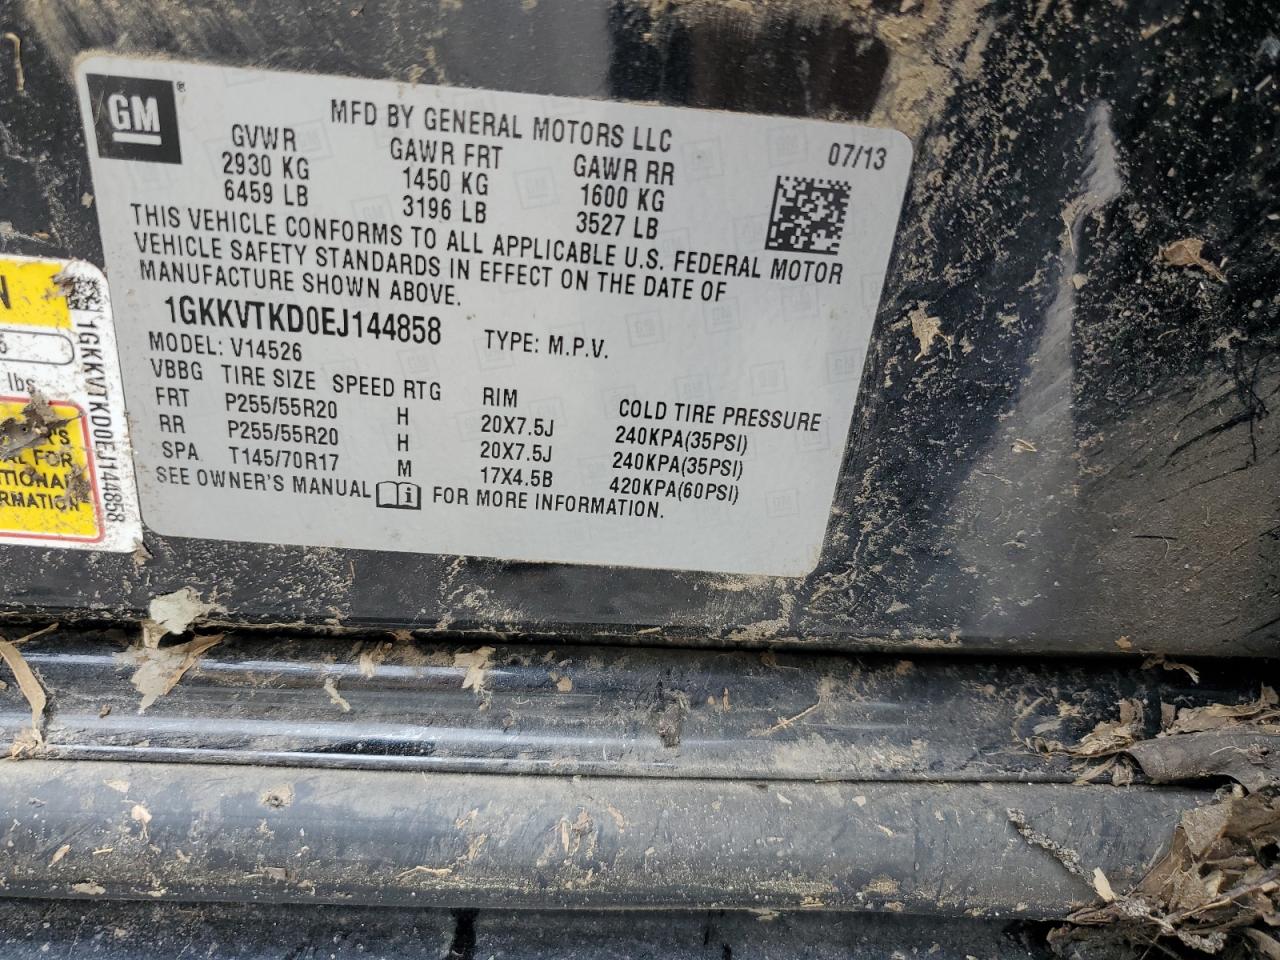 GM
MFD BY GENERAL MOTORS LLC
07/13
GVWR GAWR FRT GAWR RR
2930 KG 1450 KG 1600 KG
6459 LB 3196 LB 3527 LB
THIS VEHICLE CONFORMS TO ALL APPLICABLE U.S. FEDERAL MOTOR
VEHICLE SAFETY STANDARDS IN EFFECT ON THE DATE OF
MANUFACTURE SHOWN ABOVE.
1GKKVTKD0EJ144858 TYPE: M.P.V.
MODEL: V14526
VBBG TIRE SIZE SPEED RTG RIM COLD TIRE PRESSURE
FRT P255/55R20 H 20X7.5J 240KPA(35PSI)
RR P255/55R20 H 20X7.5J 240KPA(35PSI)
SPA T145/70R17 M 17X4.5B 420KPA(60PSI)
SEE OWNER'S MANUAL FOR MORE INFORMATION.
N
lbs
1GKKVTKD0EJ144858
FOR